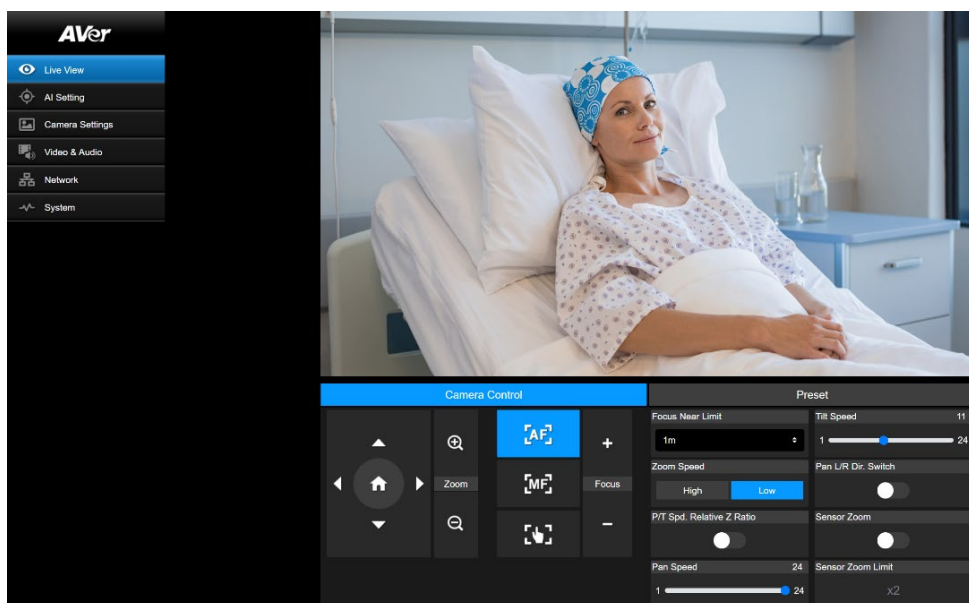 AVer
Live View
AI Setting
Camera Settings
Video & Audio
Network
System
Camera Control
Preset
Zoom
[AF]
[MF]
+
Focus
−
Focus Near Limit
1m
Zoom Speed
High Low
P/T Spd. Relative Z Ratio
Pan Speed 24
1 24
Tilt Speed 11
1 24
Pan L/R Dir. Switch
Sensor Zoom
Sensor Zoom Limit
x2